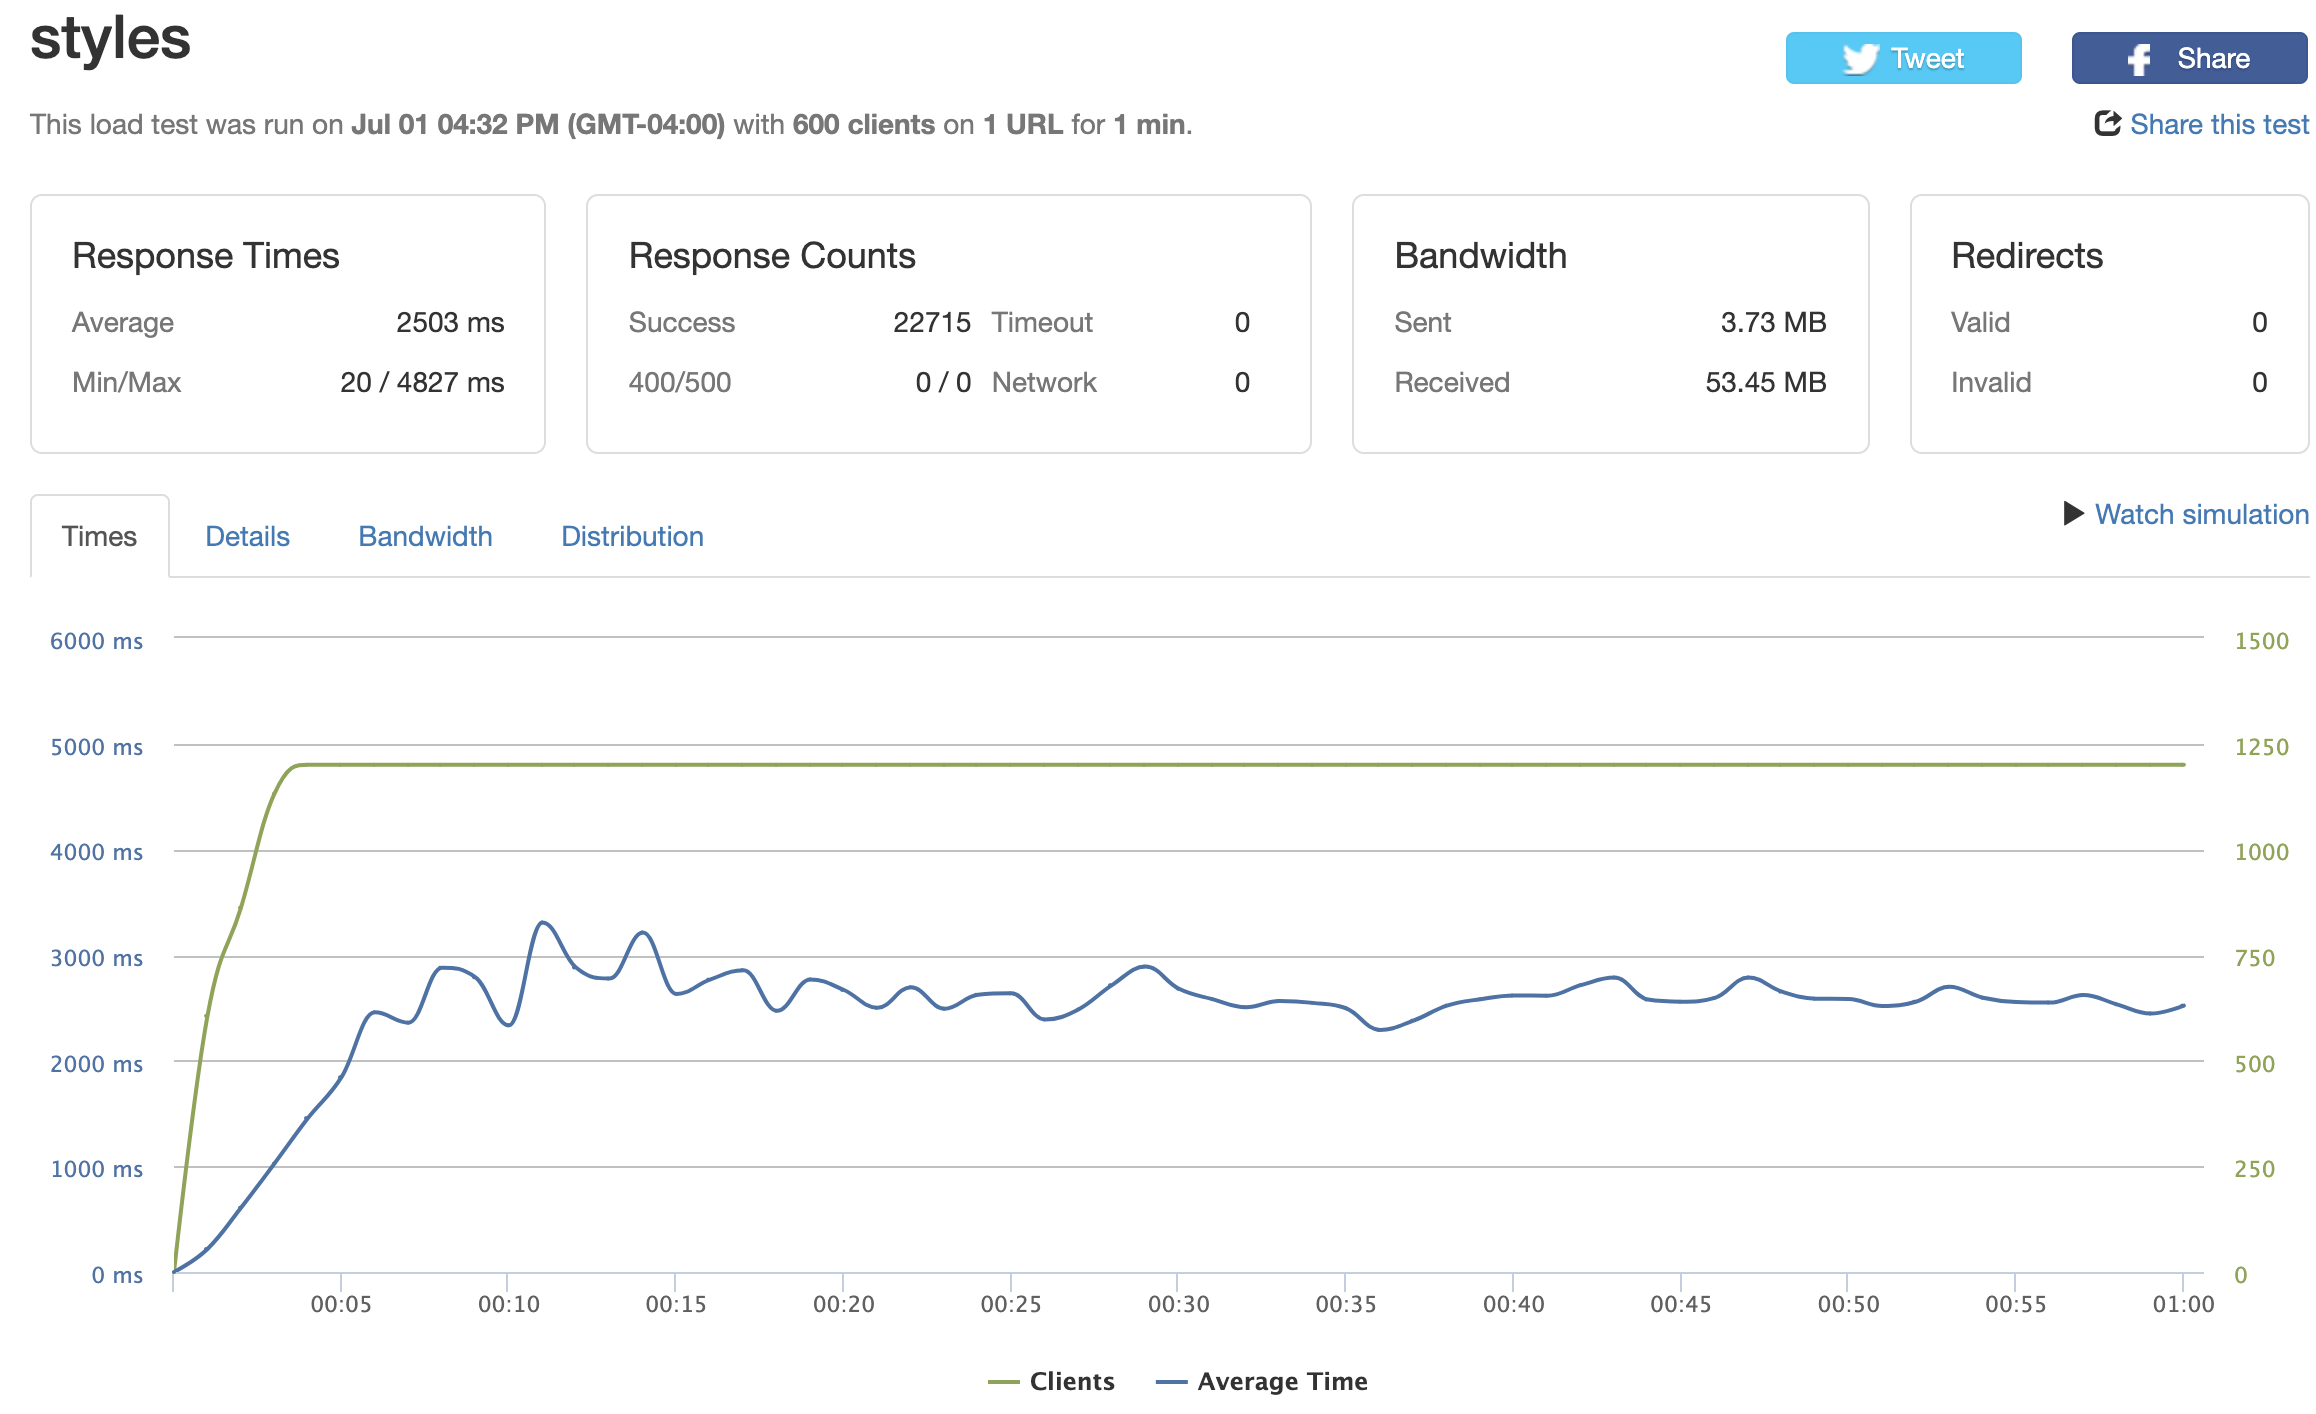 styles
Tweet
Share
This load test was run on Jul 01 04:32 PM (GMT-04:00) with 600 clients on 1 URL for 1 min.
Share this test
Response Times
Average 2503 ms
Min/Max 20 / 4827 ms
Response Counts
Success 22715 Timeout 0
400/500 0 / 0 Network 0
Bandwidth
Sent 3.73 MB
Received 53.45 MB
Redirects
Valid 0
Invalid 0
Times Details Bandwidth Distribution
Watch simulation
6000 ms 1500
5000 ms 1250
4000 ms 1000
3000 ms 750
2000 ms 500
1000 ms 250
0 ms 0
00:05 00:10 00:15 00:20 00:25 00:30 00:35 00:40 00:45 00:50 00:55 01:00
Clients Average Time